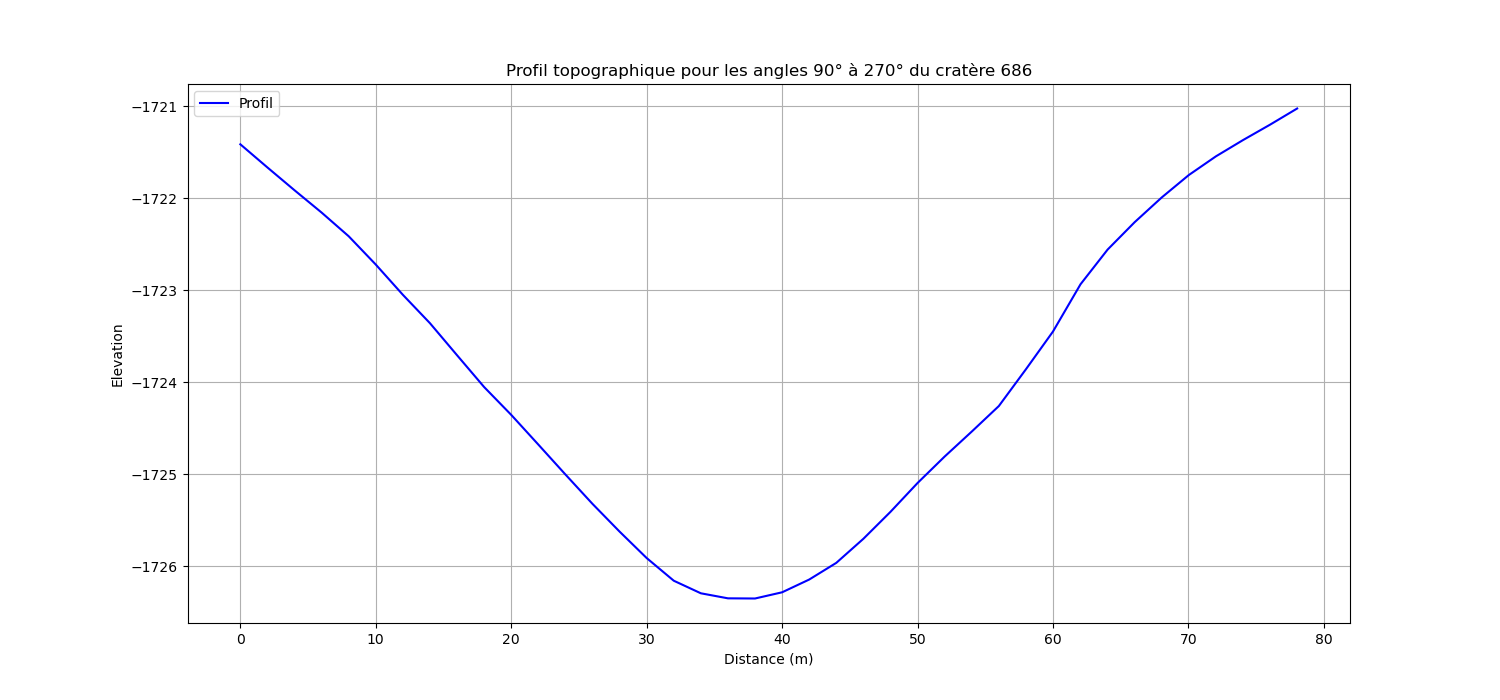 Profil topographique pour les angles 90° à 270° du cratère 686
Profil
−1721
−1722
−1723
−1724
−1725
−1726
Elevation
0 10 20 30 40 50 60 70 80
Distance (m)